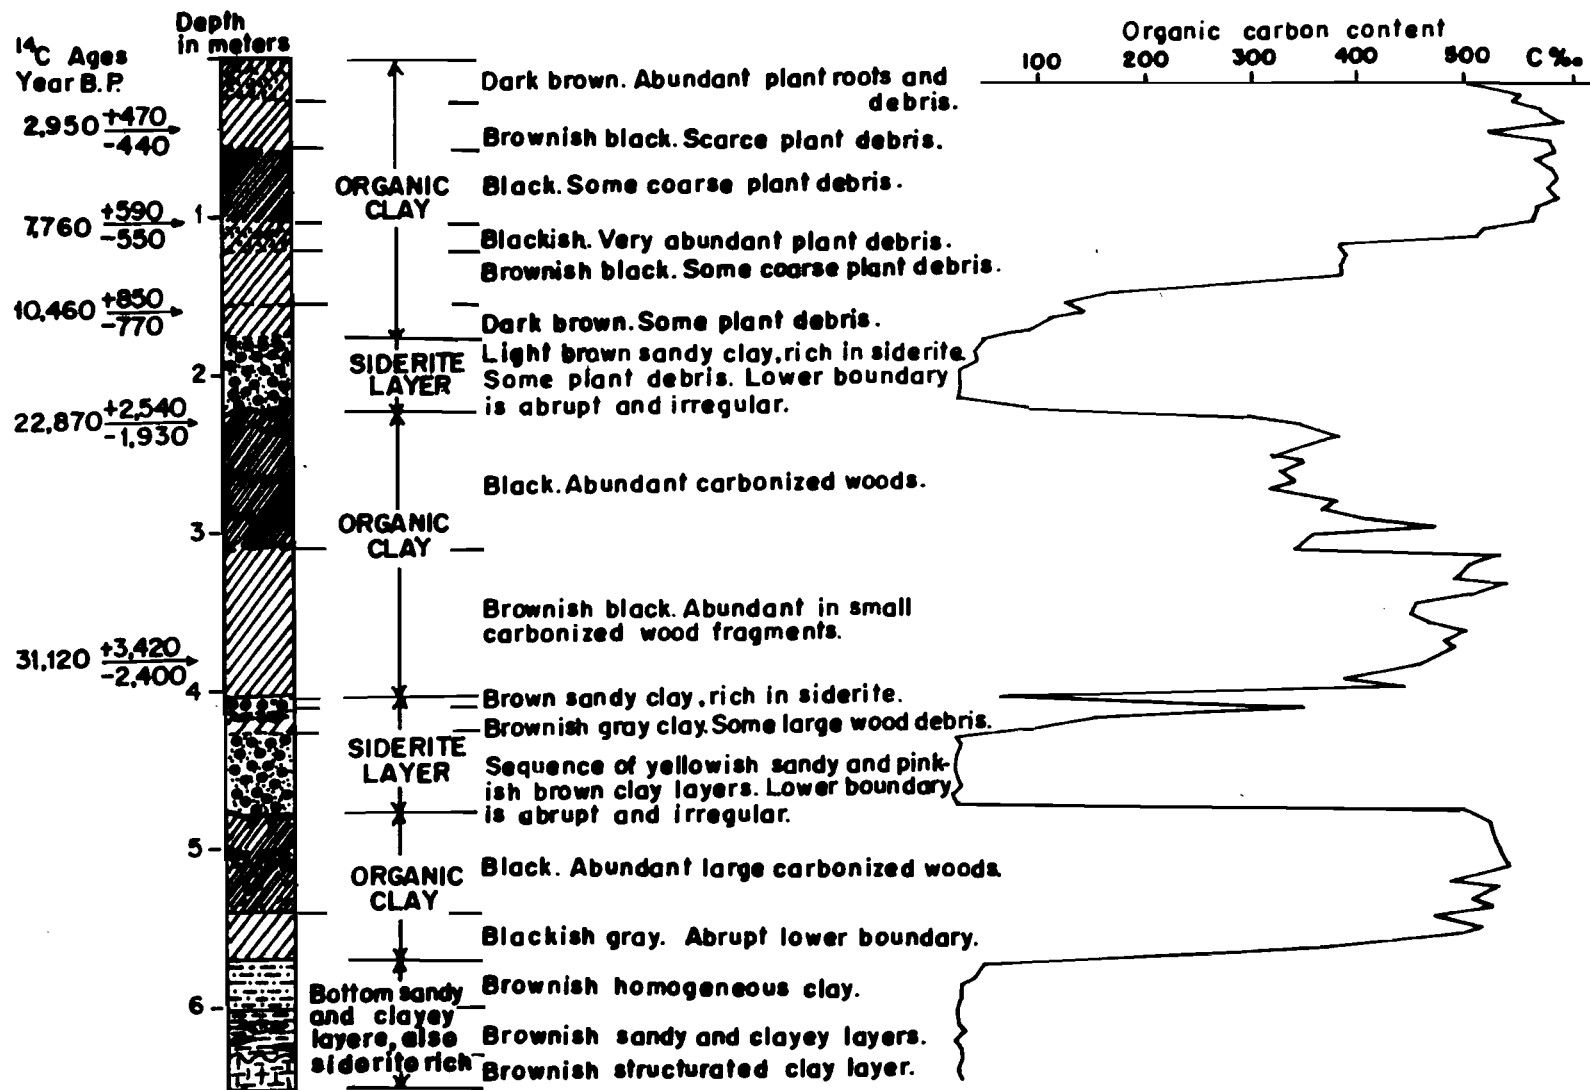 14C Ages
Year B.P.
2,950 +470 -440
7,760 +590 -550
10,460 +850 -770
22,870 +2,540 -1,930
31,120 +3,420 -2,400
Depth
in meters
1
2
3
4
5
6
ORGANIC
CLAY
SIDERITE
LAYER
ORGANIC
CLAY
SIDERITE
LAYER
ORGANIC
CLAY
Bottom sandy
and clayey
layere, also
siderite rich
Dark brown. Abundant plant roots and
debris.
Brownish black. Scarce plant debris.
Black. Some coarse plant debris.
Blackish. Very abundant plant debris.
Brownish black. Some coarse plant debris.
Dark brown. Some plant debris.
Light brown sandy clay, rich in siderite
Some plant debris. Lower boundary
is abrupt and irregular.
Black. Abundant carbonized woods.
Brownish black. Abundant in small
carbonized wood fragments.
Brown sandy clay, rich in siderite.
Brownish gray clay. Some large wood debris.
Sequence of yellowish sandy and pink-
ish brown clay layers. Lower boundary
is abrupt and irregular.
Black. Abundant large carbonized woods.
Blackish gray. Abrupt lower boundary.
Brownish homogeneous clay.
Brownish sandy and clayey layers.
Brownish structurated clay layer.
Organic carbon content
100 200 300 400 500 C‰